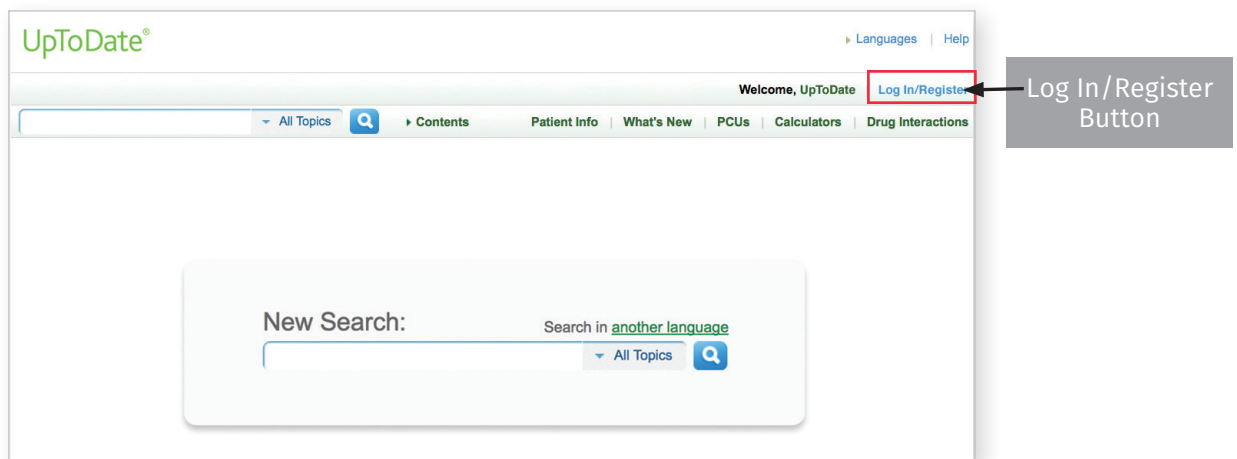 UpToDate®
Languages | Help
Welcome, UpToDate Log In/Register
All Topics Contents Patient Info | What's New | PCUs | Calculators | Drug Interactions
Log In/Register
Button
New Search: Search in another language
All Topics